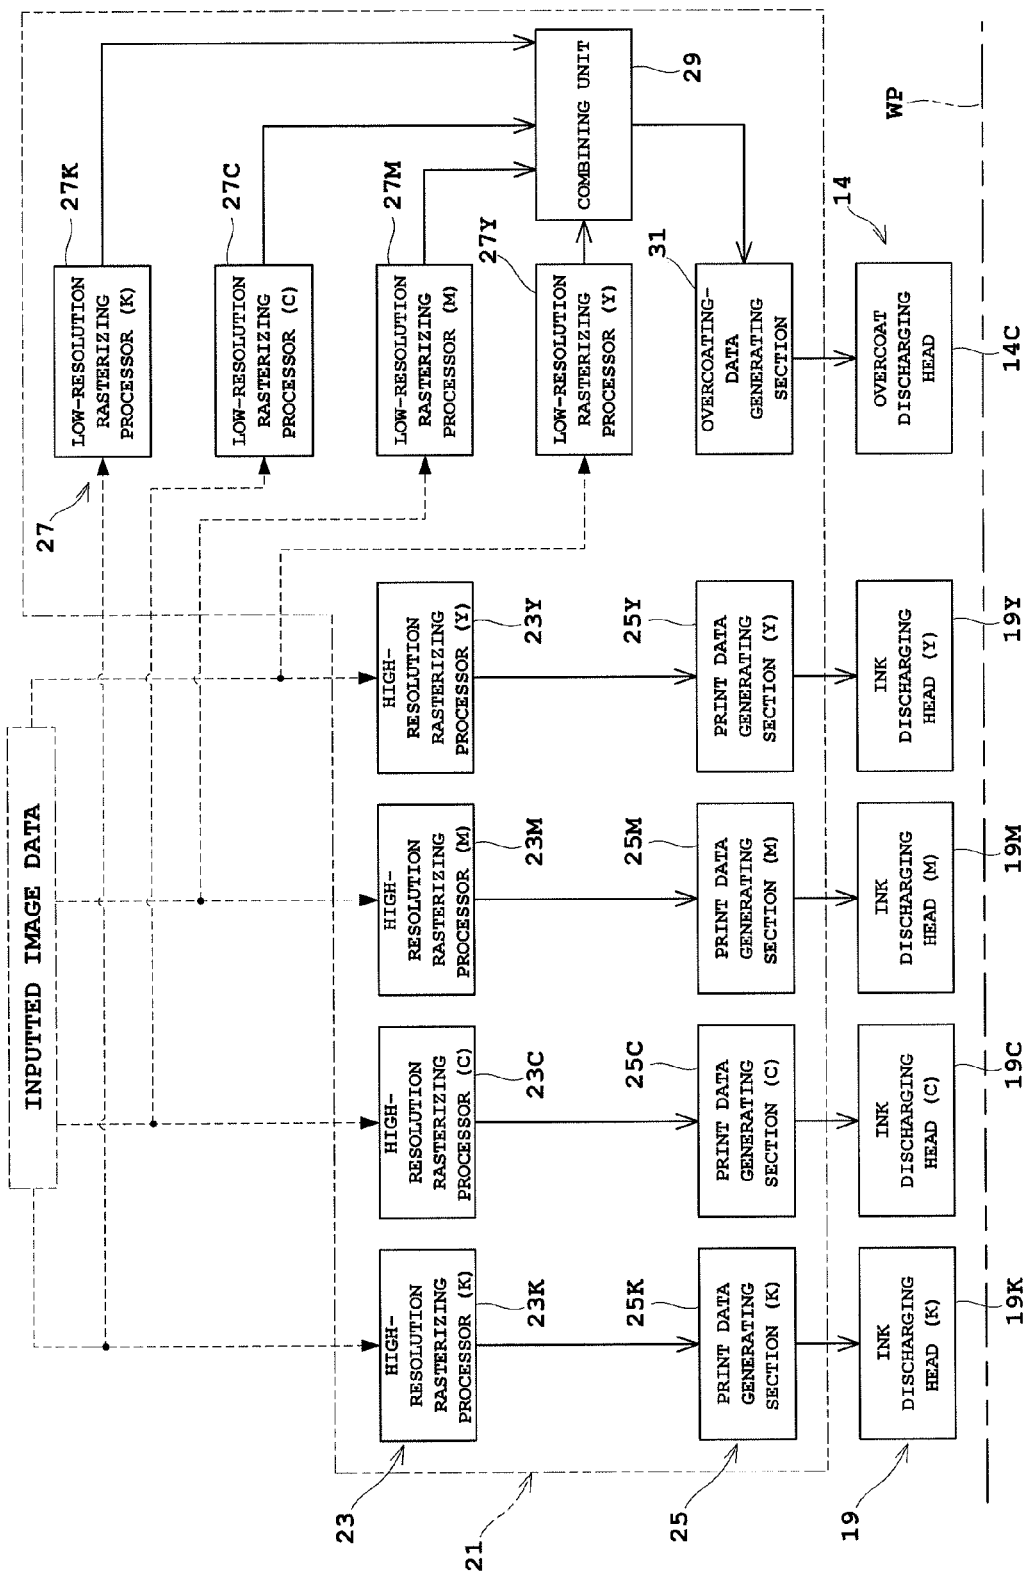 INPUTTED IMAGE DATA
27
27K
LOW-RESOLUTION
RASTERIZING
PROCESSOR (K)
27C
LOW-RESOLUTION
RASTERIZING
PROCESSOR (C)
21
23
HIGH-
RESOLUTION
RASTERIZING
PROCESSOR (K)
23K
HIGH-
RESOLUTION
RASTERIZING
PROCESSOR (C)
23C
HIGH-
RESOLUTION
RASTERIZING
PROCESSOR (M)
23M
HIGH-
RESOLUTION
RASTERIZING
PROCESSOR (Y)
23Y
LOW-RESOLUTION
RASTERIZING
PROCESSOR (M)
27M
LOW-RESOLUTION
RASTERIZING
PROCESSOR (Y)
27Y
COMBINING UNIT
29
25
PRINT DATA
GENERATING
SECTION (K)
25K
PRINT DATA
GENERATING
SECTION (C)
25C
PRINT DATA
GENERATING
SECTION (M)
25M
PRINT DATA
GENERATING
SECTION (Y)
25Y
OVERCOATING-
DATA
GENERATING
SECTION
31
19
INK
DISCHARGING
HEAD (K)
19K
INK
DISCHARGING
HEAD (C)
19C
INK
DISCHARGING
HEAD (M)
19M
INK
DISCHARGING
HEAD (Y)
19Y
OVERCOAT
DISCHARGING
HEAD
14C
14
WP